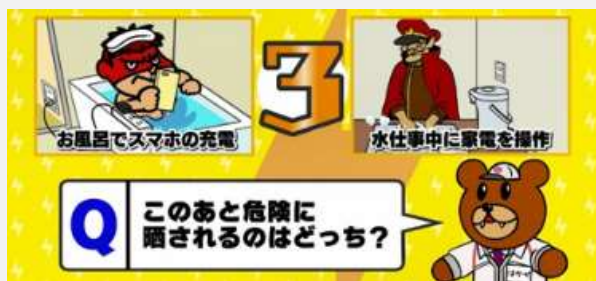 お風呂でスマホの充電
3
水仕事中に家電を操作
Q
このあと危険に
晒されるのはどっち？